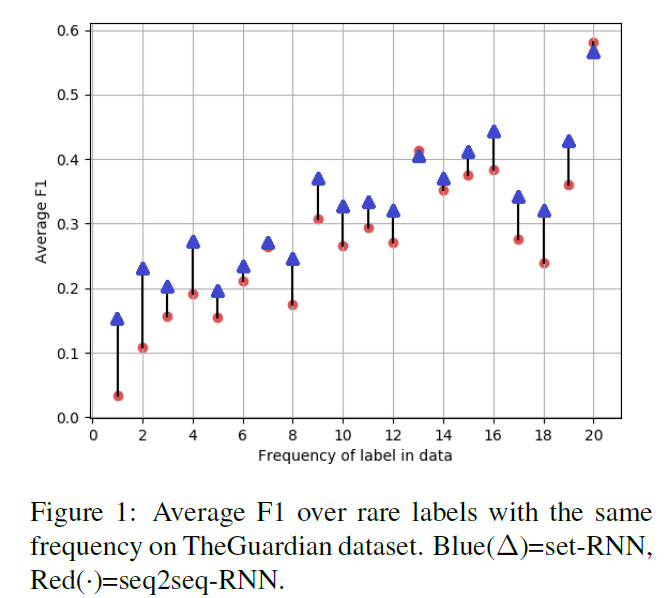 0.6
0.5
0.4
0.3
0.2
0.1
0.0
Average F1
0 2 4 6 8 10 12 14 16 18 20
Frequency of label in data
Figure 1: Average F1 over rare labels with the same
frequency on TheGuardian dataset. Blue(Δ)=set-RNN,
Red(·)=seq2seq-RNN.